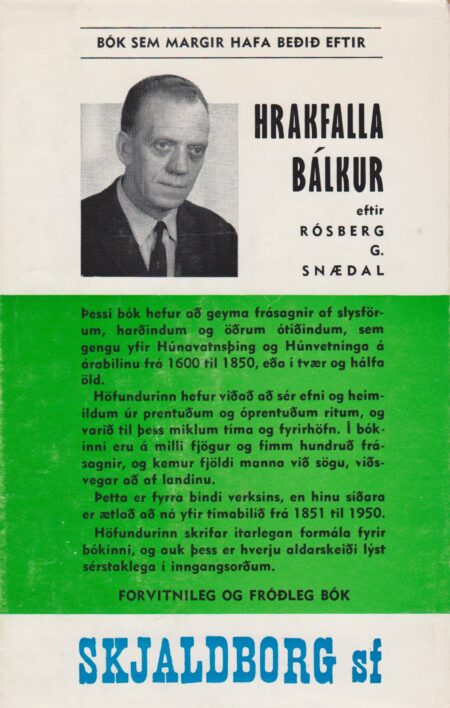 BÓK SEM MARGIR HAFA BEÐIÐ EFTIR
HRAKFALLA
BÁLKUR
eftir
RÓSBERG
G.
SNÆDAL
Þessi bók hefur að geyma frásagnir af slysför-
um, harðindum og öðrum ótíðindum, sem
gengu yfir Húnavatnsþing og Húnvetninga á
árabilinu frá 1600 til 1850, eða í tvær og hálfa
öld.
Höfundurinn hefur viðað að sér efni og heim-
ildum úr prentuðum og óprentuðum ritum, og
varið til þess miklum tíma og fyrirhöfn. Í bók-
inni eru á milli fjögur og fimm hundruð frá-
sagnir, og kemur fjöldi manna við sögu, víðs-
vegar að af landinu.
Þetta er fyrra bindi verksins, en hinu síðara
er ætlað að ná yfir tímabilið frá 1851 til 1950.
Höfundurinn skrifar ítarlegan formála fyrir
bókinni, og auk þess er hverju aldarskeiði lýst
sérstaklega í inngangsorðum.
FORVITNILEG OG FRÓÐLEG BÓK
SKJALDBORG sf